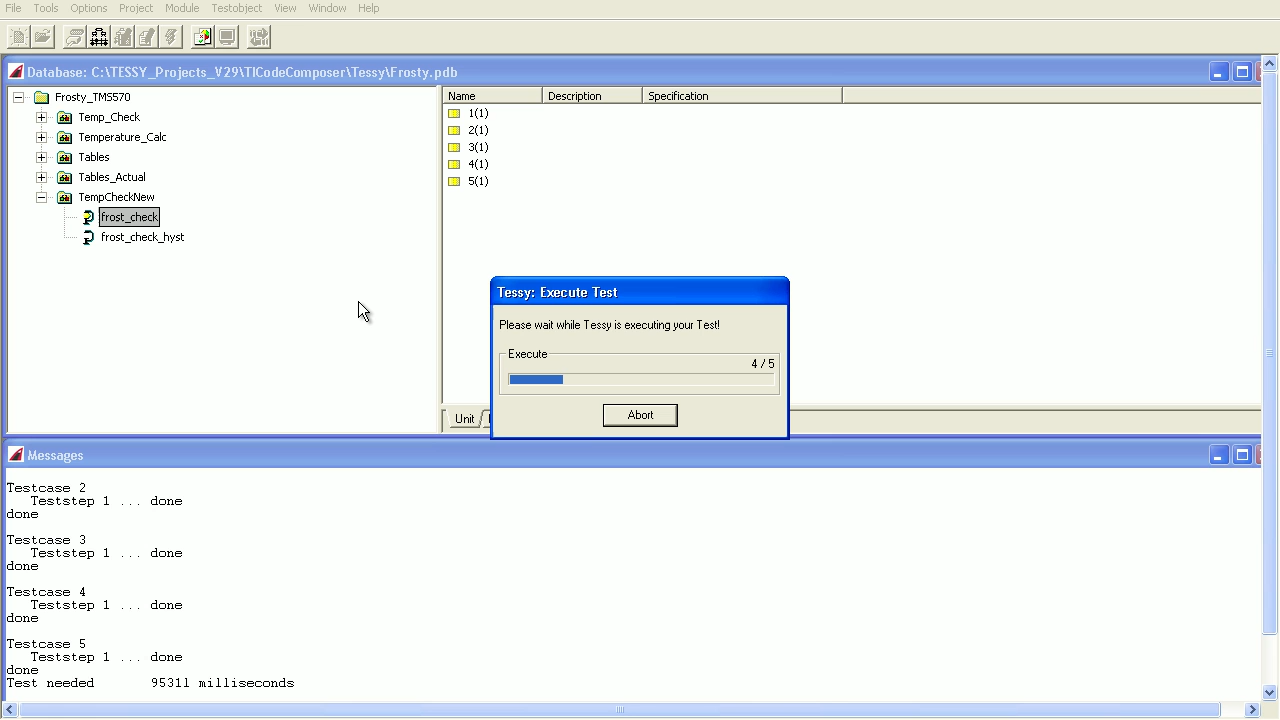 File Tools Options Project Module Testobject View Window Help
Database: C:\TESSY_Projects_V29\TICodeComposer\Tessy\Frosty.pdb
Frosty_TMS570
Temp_Check
Temperature_Calc
Tables
Tables_Actual
TempCheckNew
frost_check
frost_check_hyst
Name Description Specification
1(1)
2(1)
3(1)
4(1)
5(1)
Unit
Tessy: Execute Test
Please wait while Tessy is executing your Test!
Execute
4 / 5
Abort
Messages
Testcase 2
Teststep 1 ... done
done
Testcase 3
Teststep 1 ... done
done
Testcase 4
Teststep 1 ... done
done
Testcase 5
Teststep 1 ... done
done
Test needed 95311 milliseconds